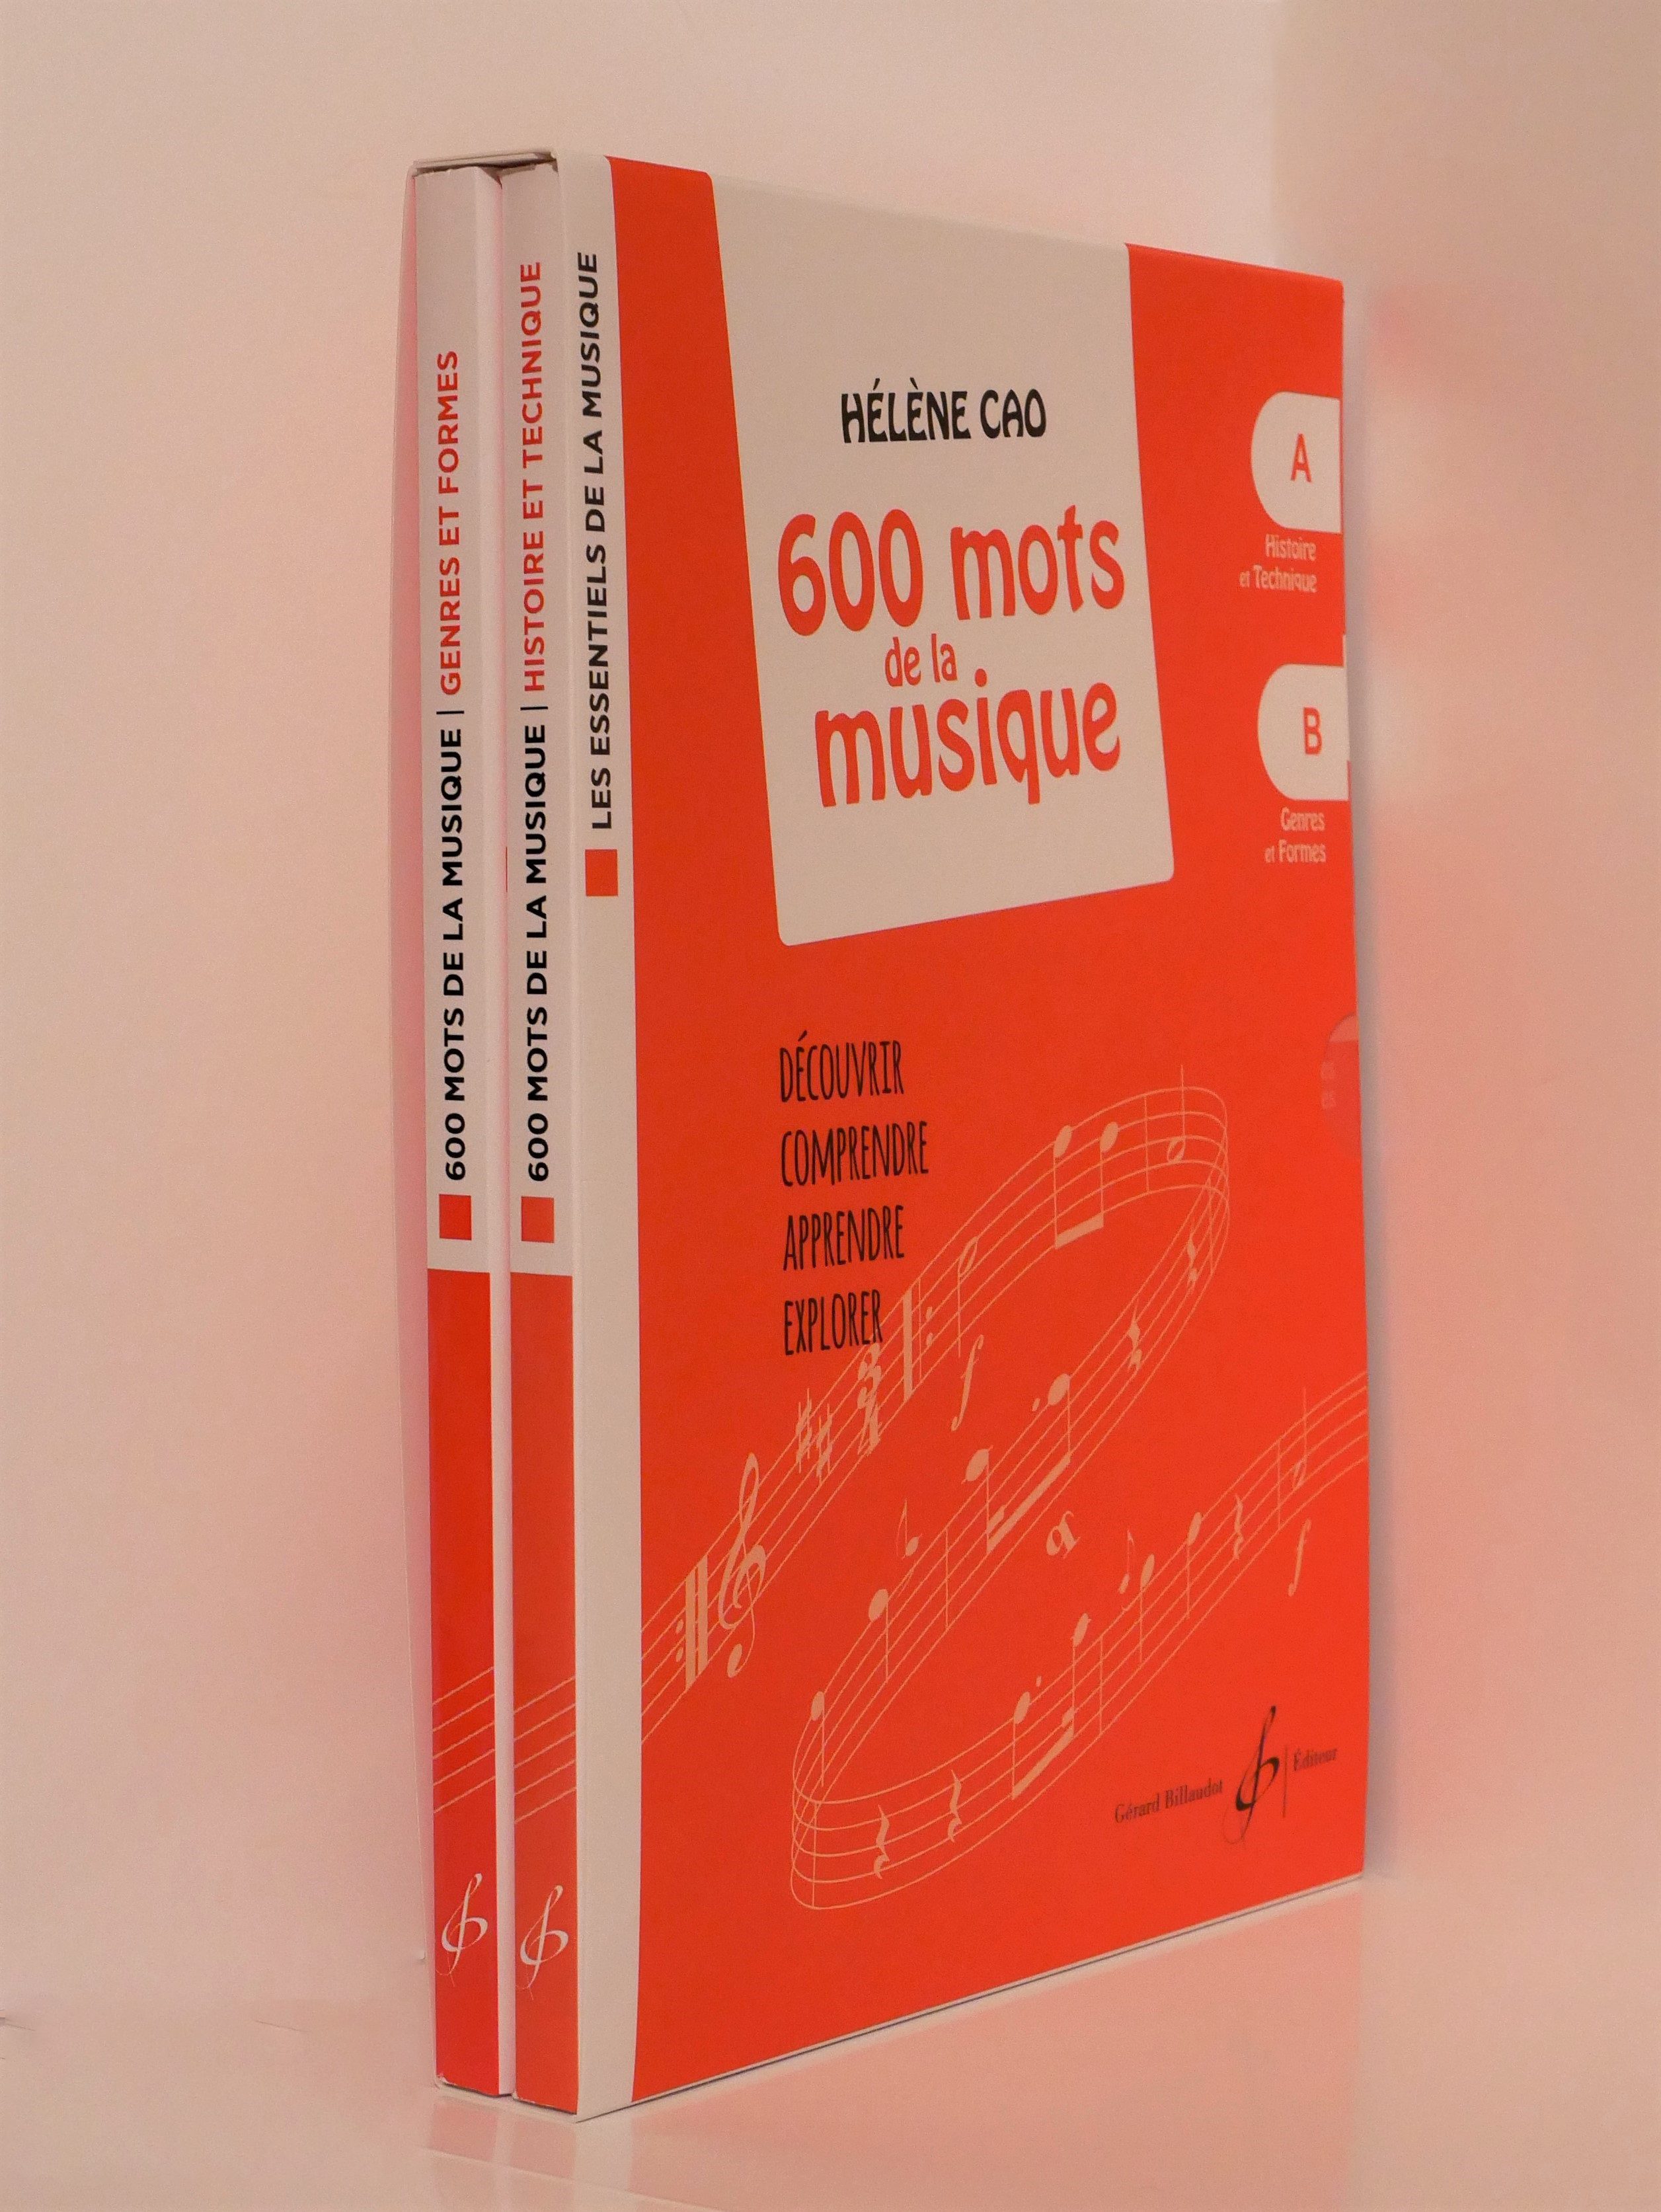 600 MOTS DE LA MUSIQUE | GENRES ET FORMES
600 MOTS DE LA MUSIQUE | HISTOIRE ET TECHNIQUE
LES ESSENTIELS DE LA MUSIQUE
HÉLÈNE CAO
600 mots
de la
musique
A
Histoire
et Technique
B
Genres
et Formes
DÉCOUVRIR
COMPRENDRE
APPRENDRE
EXPLORER
Gérard Billaudot Éditeur